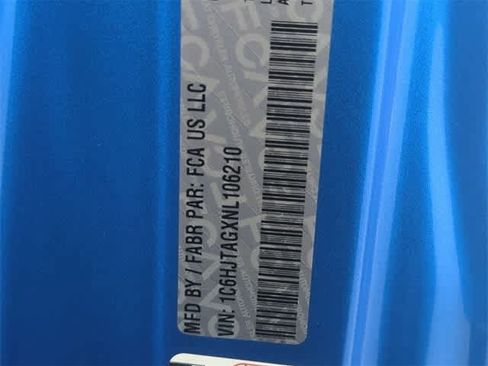 MFD BY / FABR PAR: FCA US LLC
VIN: 1C6HJTAGXNL106210